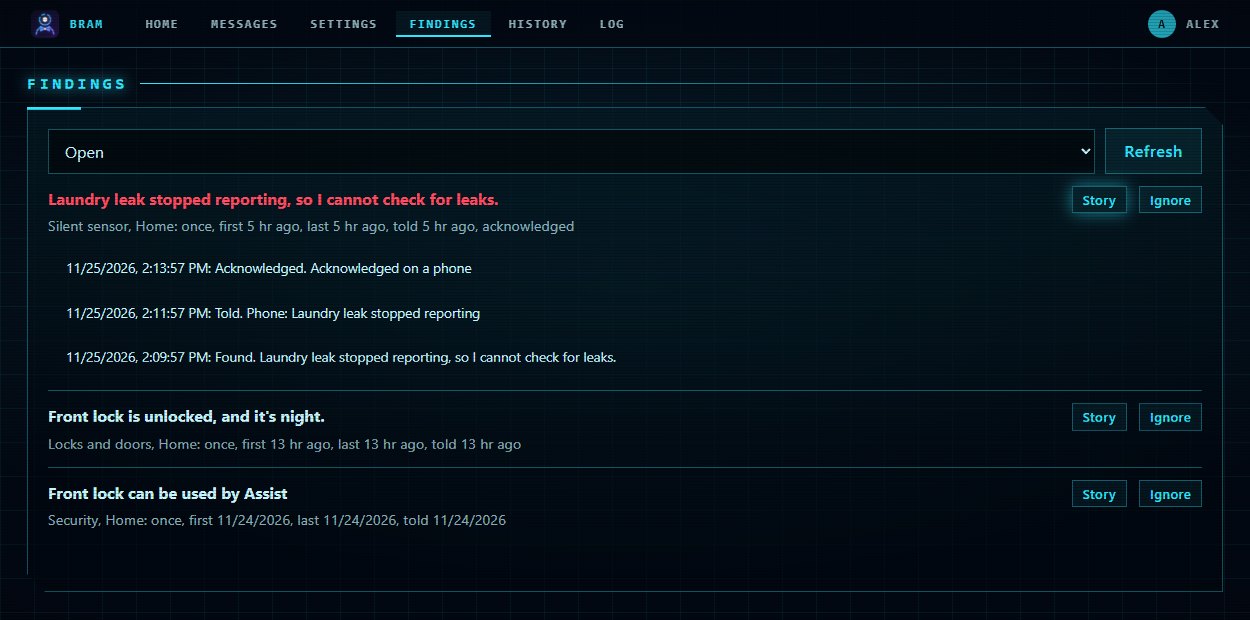 BRAM HOME MESSAGES SETTINGS FINDINGS HISTORY LOG A ALEX
FINDINGS
Open Refresh
Laundry leak stopped reporting, so I cannot check for leaks. Story Ignore
Silent sensor, Home: once, first 5 hr ago, last 5 hr ago, told 5 hr ago, acknowledged
11/25/2026, 2:13:57 PM: Acknowledged. Acknowledged on a phone
11/25/2026, 2:11:57 PM: Told. Phone: Laundry leak stopped reporting
11/25/2026, 2:09:57 PM: Found. Laundry leak stopped reporting, so I cannot check for leaks.
Front lock is unlocked, and it's night. Story Ignore
Locks and doors, Home: once, first 13 hr ago, last 13 hr ago, told 13 hr ago
Front lock can be used by Assist Story Ignore
Security, Home: once, first 11/24/2026, last 11/24/2026, told 11/24/2026